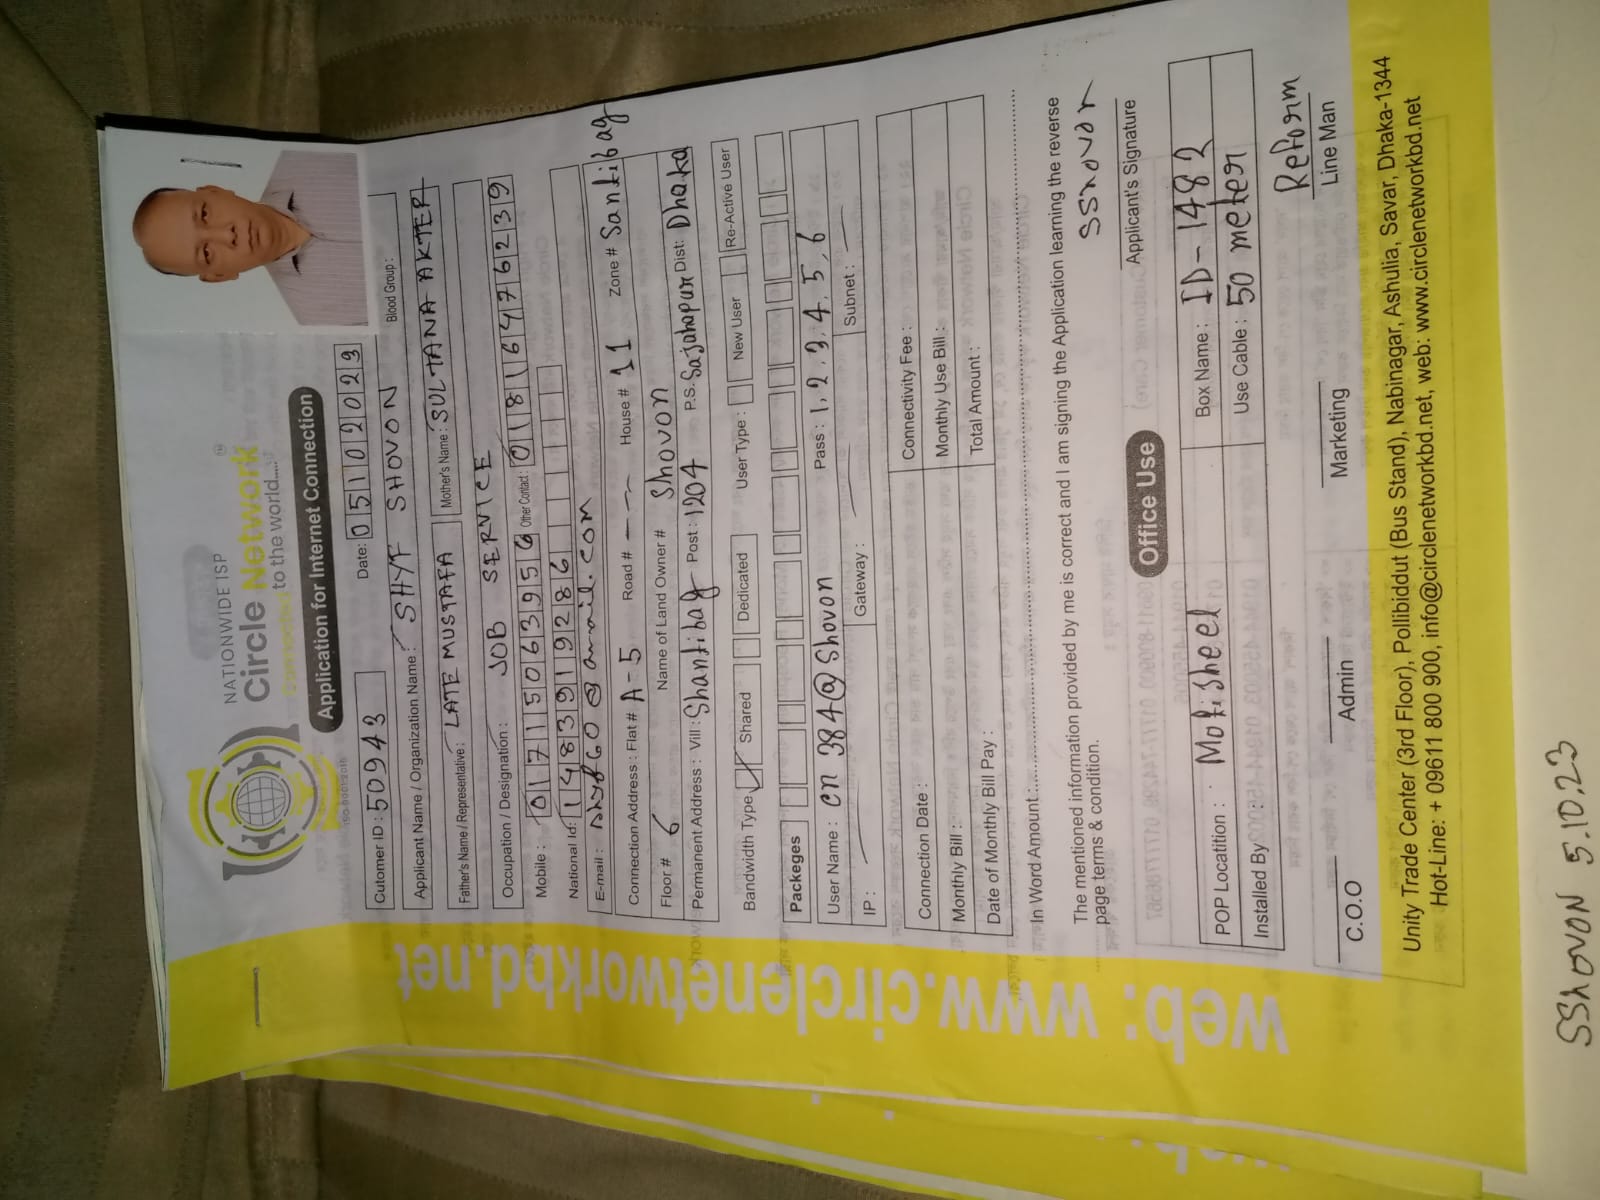 NATIONWIDE ISP
Circle Network
Connected to the world.....
ISO 9001:2015
Application for Internet Connection
Cutomer ID : 50943 Date: 05102023
Applicant Name / Organization Name : SHYF SHOVON Blood Group :
Father's Name / Representative : LATE MUSTAFA Mother's Name : SULTANA AKTER
Occupation / Designation : JOB SERVICE
Mobile : 01715063956 Other Contact : 01816476239
National Id: 1483919286
E-mail :
Connection Address : Flat # A-5 Road # — House # 11 Zone # Santibag
Floor # 6 Name of Land Owner # Shovon
Permanent Address : Vill : Shantibag Post : 1204 P.S. Sajahapur Dist: Dhaka
Bandwidth Type Shared Dedicated User Type : New User Re-Active User
Packeges
User Name : cn 384@Shovon Pass : 1,2,3,4,5,6
IP : Gateway : Subnet :
Connection Date : Connectivity Fee :
Monthly Bill : Monthly Use Bill :
Date of Monthly Bill Pay : Total Amount :
In Word Amount :
The mentioned information provided by me is correct and I am signing the Application learning the reverse
page terms & condition.
SShovon
Applicant's Signature
Office Use
POP Locatition : Motisheel Box Name : ID-1482
Installed By : Use Cable : 50 meter
Reform
C.O.O Admin Marketing Line Man
Unity Trade Center (3rd Floor), Pollibiddut (Bus Stand), Nabinagar, Ashulia, Savar, Dhaka-1344
Hot-Line: + 09611 800 900, info@circlenetworkbd.net, web: www.circlenetworkbd.net
web: www.circlenetworkbd.net
SShovon 5.10.23